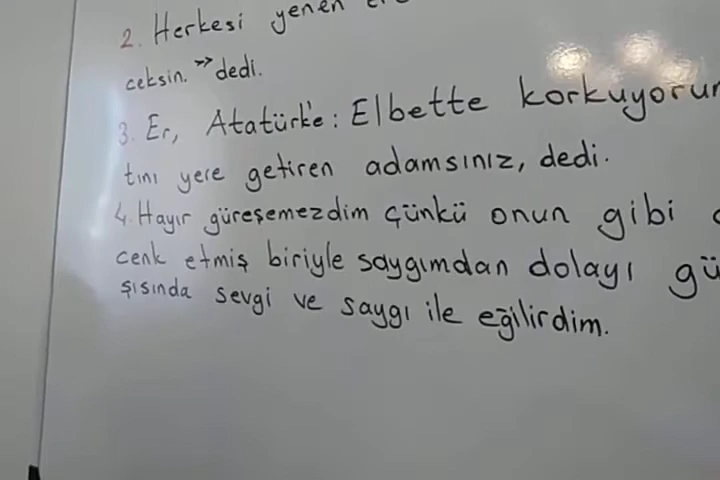 2. Herkesi yenen
ceksin. " dedi.
3. Er, Atatürk'e: Elbette
tını yere getiren adamsınız, dedi.
4. Hayır güreşemezdim çünkü onun gibi
cenk etmiş biriyle saygımdan dolayı
şısında sevgi ve saygı ile eğilirdim.